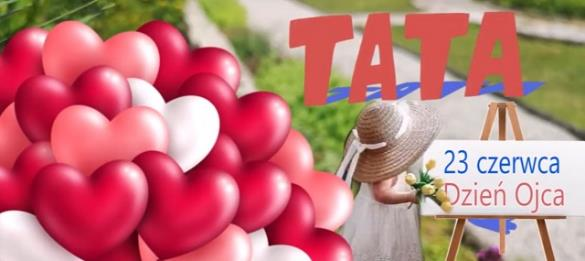 TATA
23 czerwca
Dzień Ojca